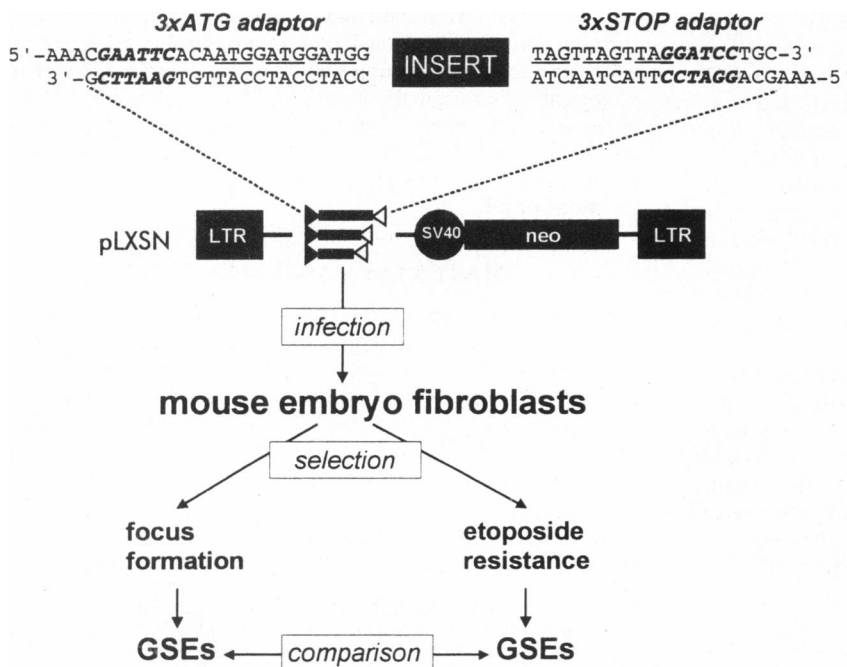 3xATG adaptor
3xSTOP adaptor
5'-AAACGAATTCACAATGGATGGATGG
3'-GCTTAAGTGTTACCTACCTACC
INSERT
TAGTTAGTTAGGATCCTGC-3'
ATCAATCATTCCTAGGACGAAA-5'
pLXSN
LTR
SV40
neo
LTR
infection
mouse embryo fibroblasts
selection
focus
formation
etoposide
resistance
GSEs
comparison
GSEs